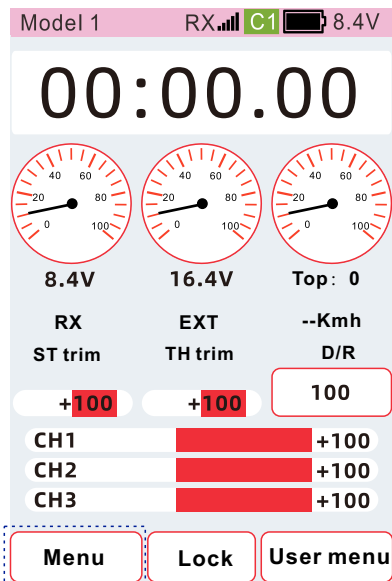 Model 1 RX C1 8.4V
00:00.00
0 20 40 60 80 100 0 20 40 60 80 100 0 20 40 60 80 100
8.4V 16.4V Top: 0
RX EXT --Kmh
ST trim TH trim D/R
+100 +100 100
CH1 +100
CH2 +100
CH3 +100
Menu Lock User menu